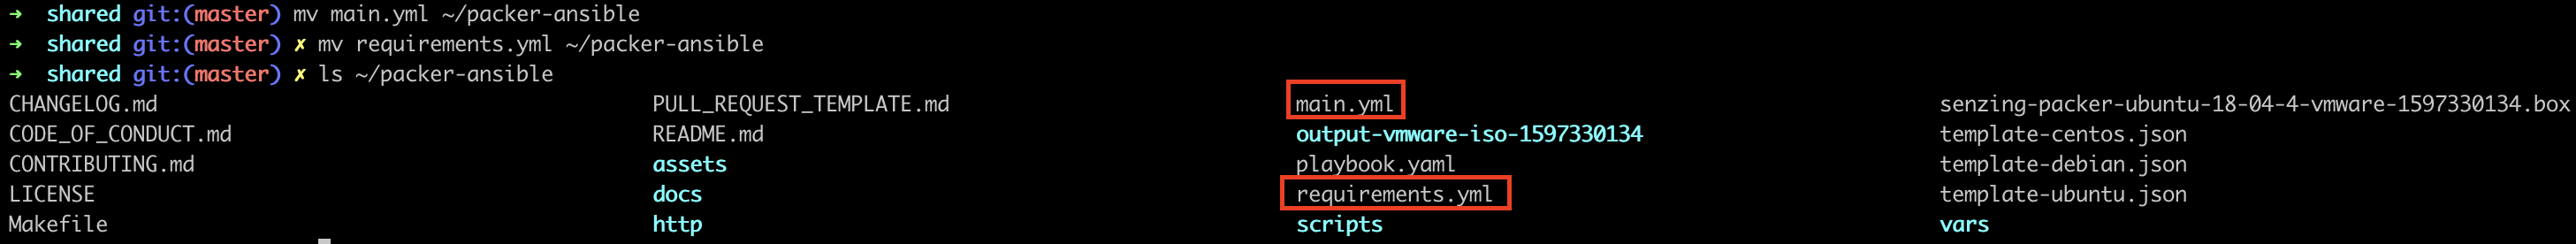 ➜  shared git:(master) mv main.yml ~/packer-ansible
➜  shared git:(master) ✗ mv requirements.yml ~/packer-ansible
➜  shared git:(master) ✗ ls ~/packer-ansible
CHANGELOG.md PULL_REQUEST_TEMPLATE.md main.yml senzing-packer-ubuntu-18-04-4-vmware-1597330134.box
CODE_OF_CONDUCT.md README.md output-vmware-iso-1597330134 template-centos.json
CONTRIBUTING.md assets playbook.yaml template-debian.json
LICENSE docs requirements.yml template-ubuntu.json
Makefile http scripts vars